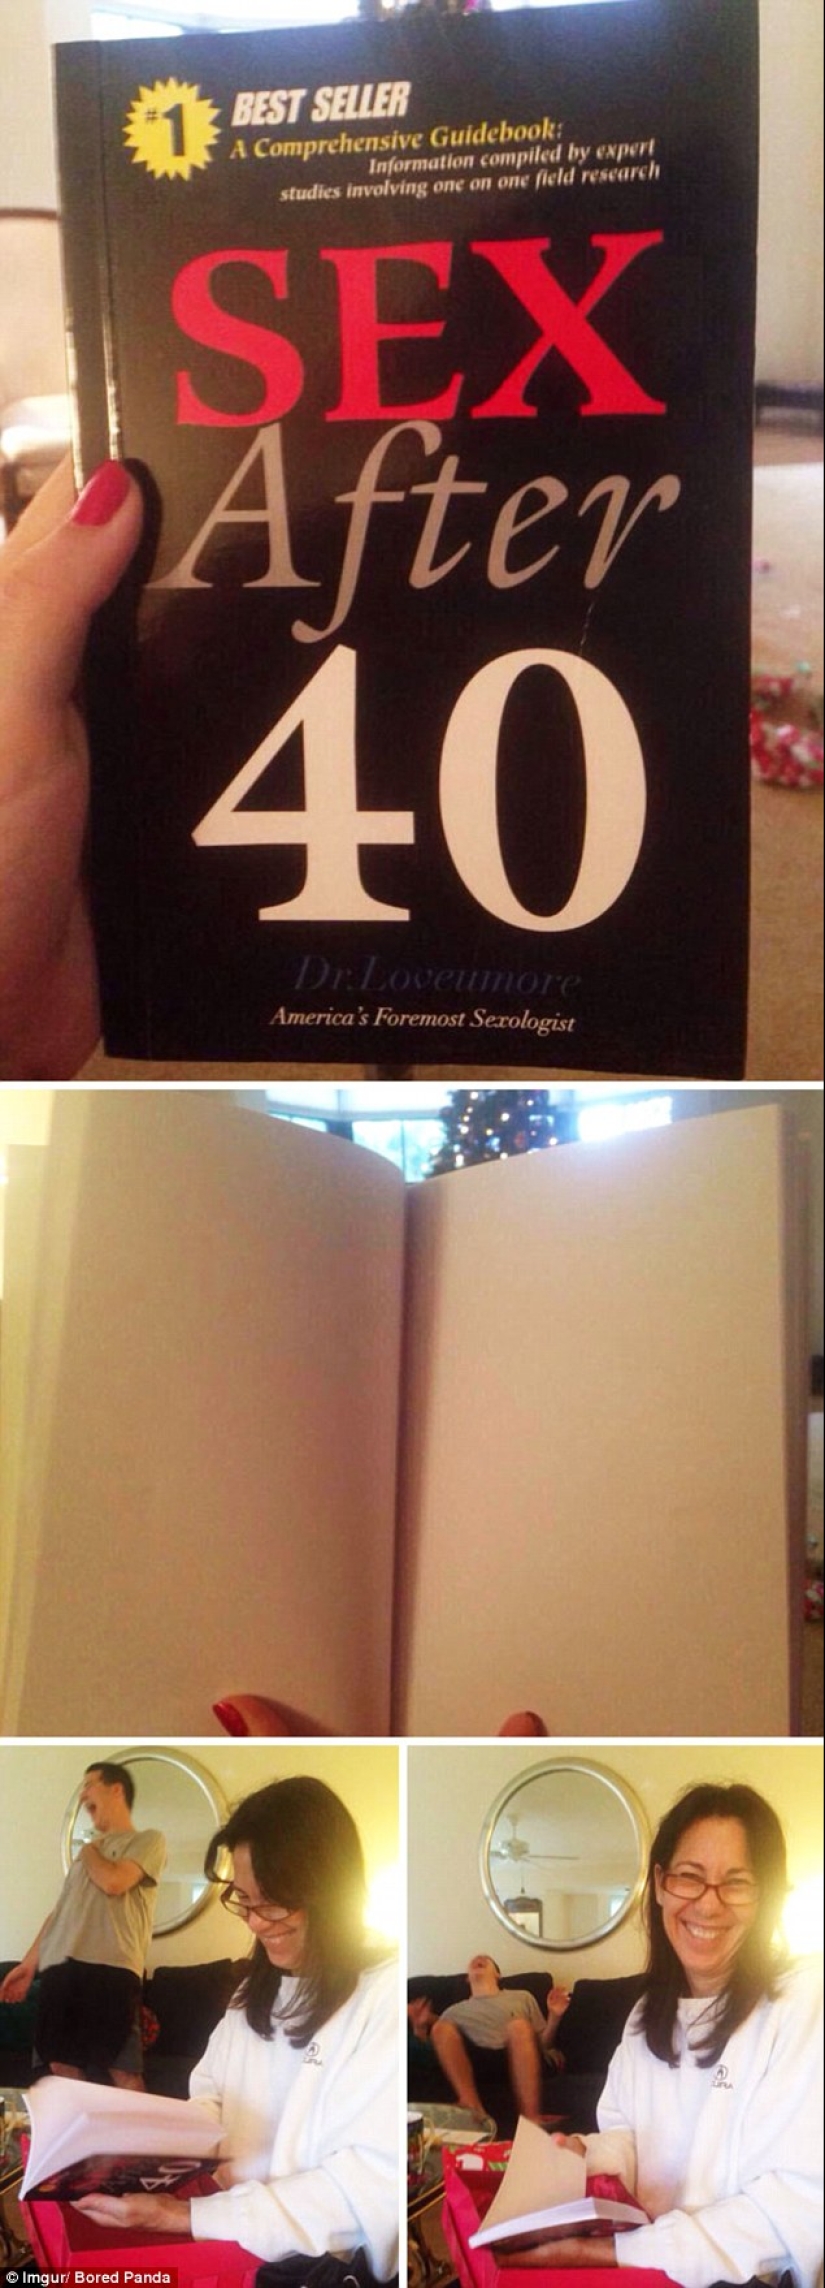 #1 BEST SELLER
A Comprehensive Guidebook:
Information compiled by expert
studies involving one on one field research
SEX
After
40
Dr.Loveumore
America's Foremost Sexologist
40
© Imgur/ Bored Panda